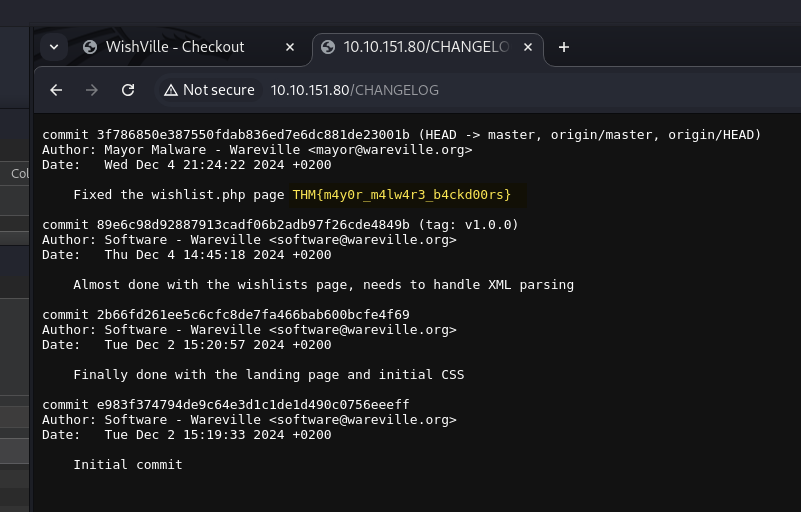 WishVille - Checkout
10.10.151.80/CHANGELO
Not secure
10.10.151.80/CHANGELOG
Col
commit 3f786850e387550fdab836ed7e6dc881de23001b (HEAD -> master, origin/master, origin/HEAD)
Author: Mayor Malware - Wareville <mayor@wareville.org>
Date:   Wed Dec 4 21:24:22 2024 +0200
Fixed the wishlist.php page THM{m4y0r_m4lw4r3_b4ckd00rs}
commit 89e6c98d92887913cadf06b2adb97f26cde4849b (tag: v1.0.0)
Author: Software - Wareville <software@wareville.org>
Date:   Thu Dec 4 14:45:18 2024 +0200
Almost done with the wishlists page, needs to handle XML parsing
commit 2b66fd261ee5c6cfc8de7fa466bab600bcfe4f69
Author: Software - Wareville <software@wareville.org>
Date:   Tue Dec 2 15:20:57 2024 +0200
Finally done with the landing page and initial CSS
commit e983f374794de9c64e3d1c1de1d490c0756eeeff
Author: Software - Wareville <software@wareville.org>
Date:   Tue Dec 2 15:19:33 2024 +0200
Initial commit